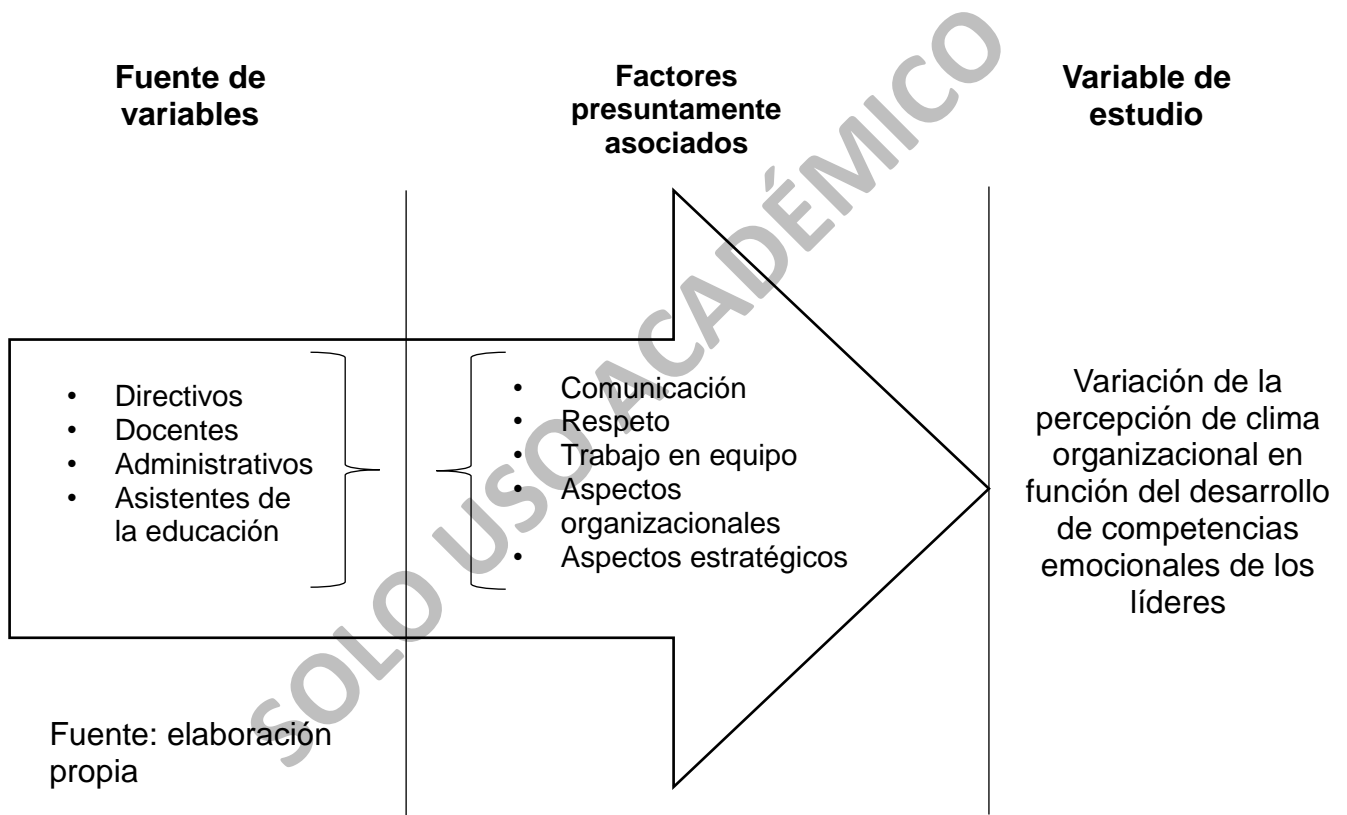 Fuente de
variables
Factores
presuntamente
asociados
Variable de
estudio
• Directivos
• Docentes
• Administrativos
• Asistentes de
la educación
• Comunicación
• Respeto
• Trabajo en equipo
• Aspectos
organizacionales
• Aspectos estratégicos
Variación de la
percepción de clima
organizacional en
función del desarrollo
de competencias
emocionales de los
líderes
Fuente: elaboración
propia
SOLO USO ACADÉMICO